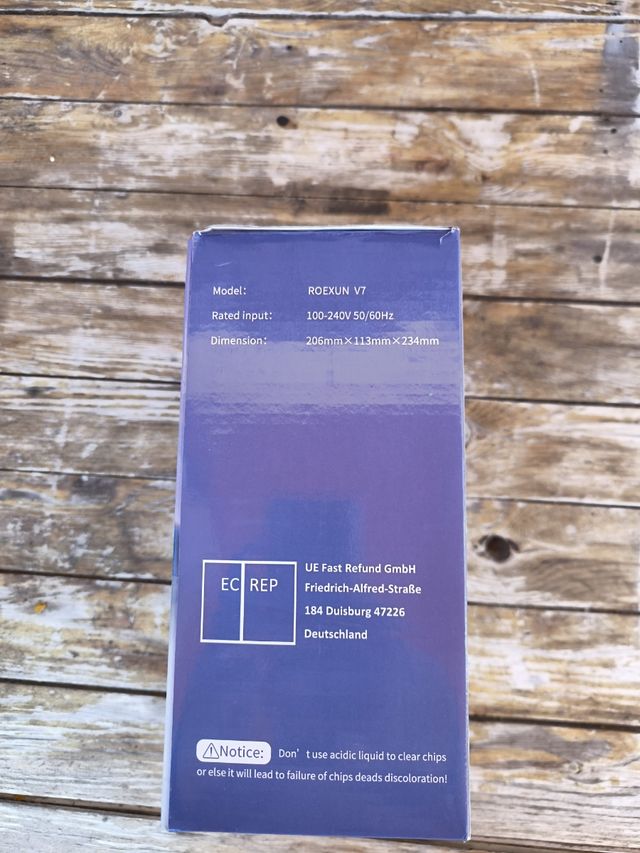 Model: ROEXUN V7
Rated input: 100-240V 50/60Hz
Dimension: 206mm×113mm×234mm
EC REP
UE Fast Refund GmbH
Friedrich-Alfred-Straße
184 Duisburg 47226
Deutschland
⚠Notice: Don't use acidic liquid to clear chips
or else it will lead to failure of chips deads discoloration!